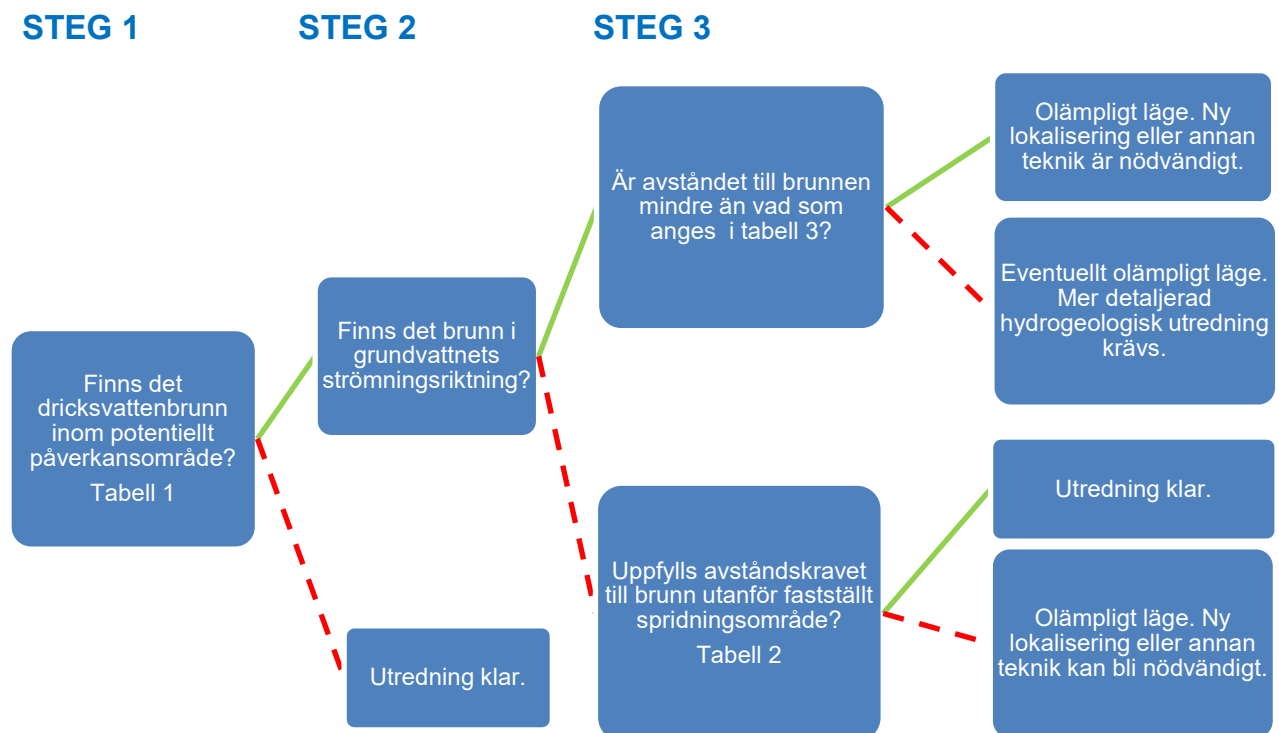 STEG 1
STEG 2
STEG 3
Finns det
dricksvattenbrunn
inom potentiellt
påverkansområde?
Tabell 1
Finns det brunn i
grundvattnets
strömningsriktning?
Utredning klar.
Är avståndet till brunnen
mindre än vad som
anges i tabell 3?
Uppfylls avståndskravet
till brunn utanför fastställt
spridningsområde?
Tabell 2
Olämpligt läge. Ny
lokalisering eller annan
teknik är nödvändigt.
Eventuellt olämpligt läge.
Mer detaljerad
hydrogeologisk utredning
krävs.
Utredning klar.
Olämpligt läge. Ny
lokalisering eller annan
teknik kan bli nödvändigt.